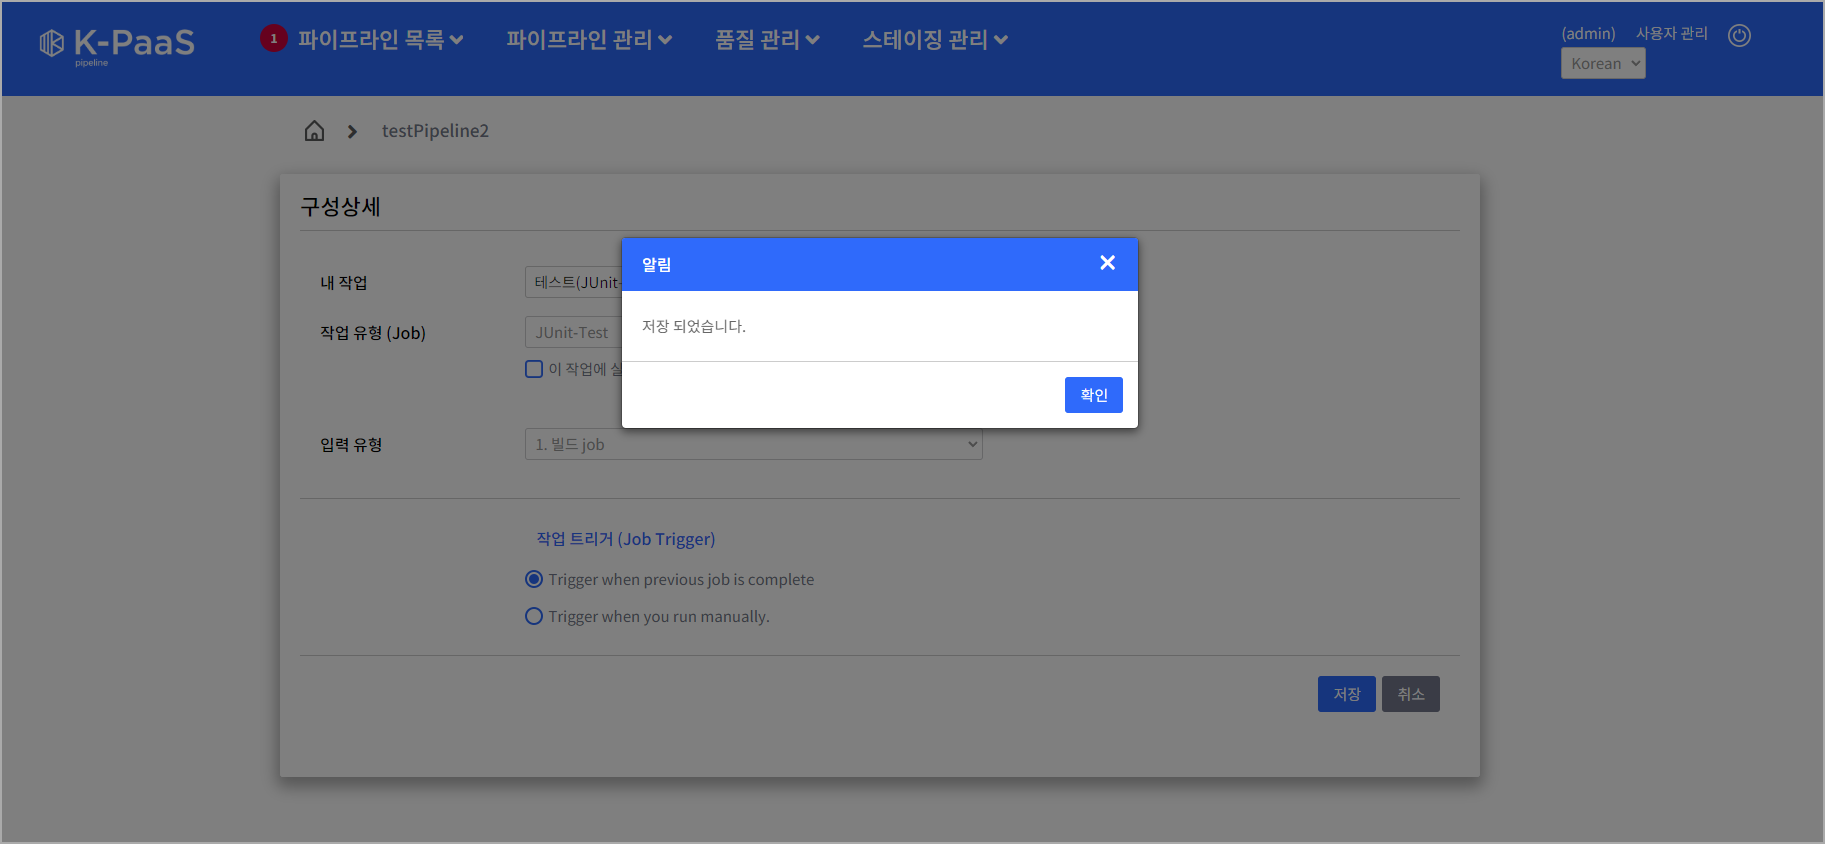 K-PaaS
pipeline
1 파이프라인 목록 파이프라인 관리 품질 관리 스테이징 관리
(admin) 사용자 관리
Korean
testPipeline2
구성상세
알림
저장 되었습니다.
확인
내 작업
테스트(JUnit-
작업 유형 (Job)
JUnit-Test
이 작업에 실
입력 유형
1. 빌드 job
작업 트리거 (Job Trigger)
Trigger when previous job is complete
Trigger when you run manually.
저장 취소